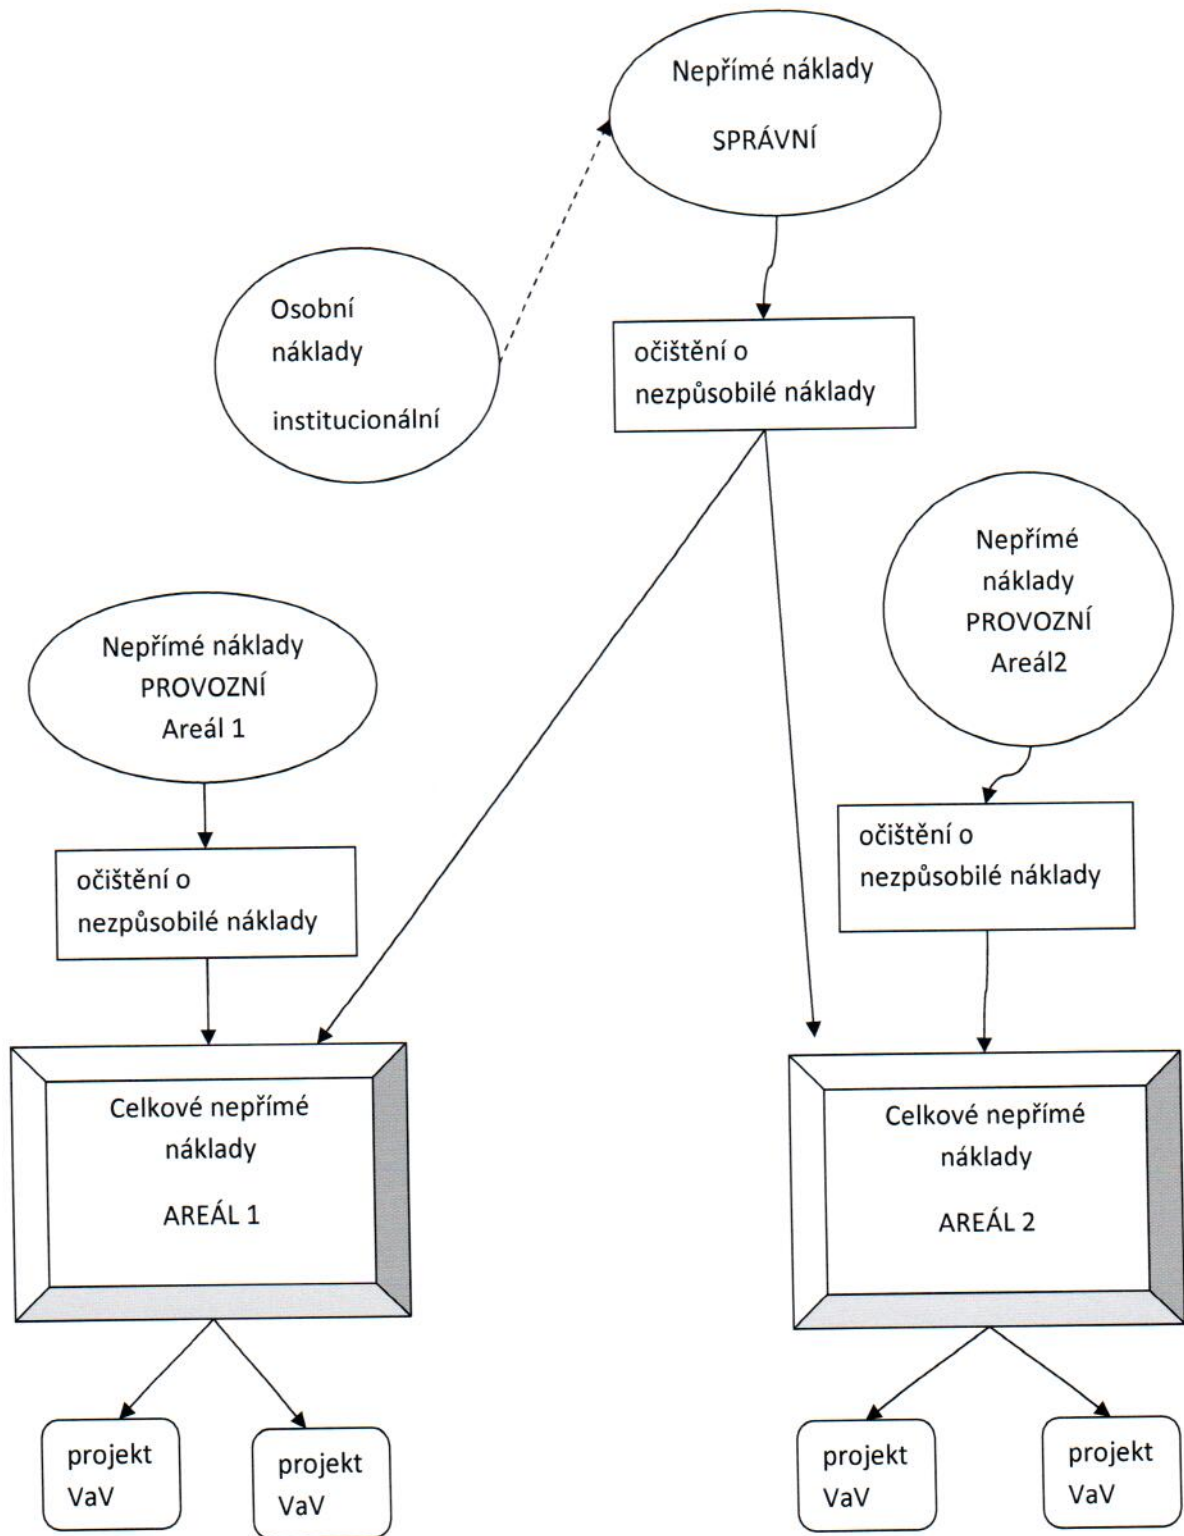 Nepřímé náklady
SPRÁVNÍ
Osobní
náklady
institucionální
očištění o
nezpůsobilé náklady
Nepřímé
náklady
PROVOZNÍ
Areál2
Nepřímé náklady
PROVOZNÍ
Areál 1
očištění o
nezpůsobilé náklady
očištění o
nezpůsobilé náklady
Celkové nepřímé
náklady
AREÁL 1
Celkové nepřímé
náklady
AREÁL 2
projekt
VaV
projekt
VaV
projekt
VaV
projekt
VaV